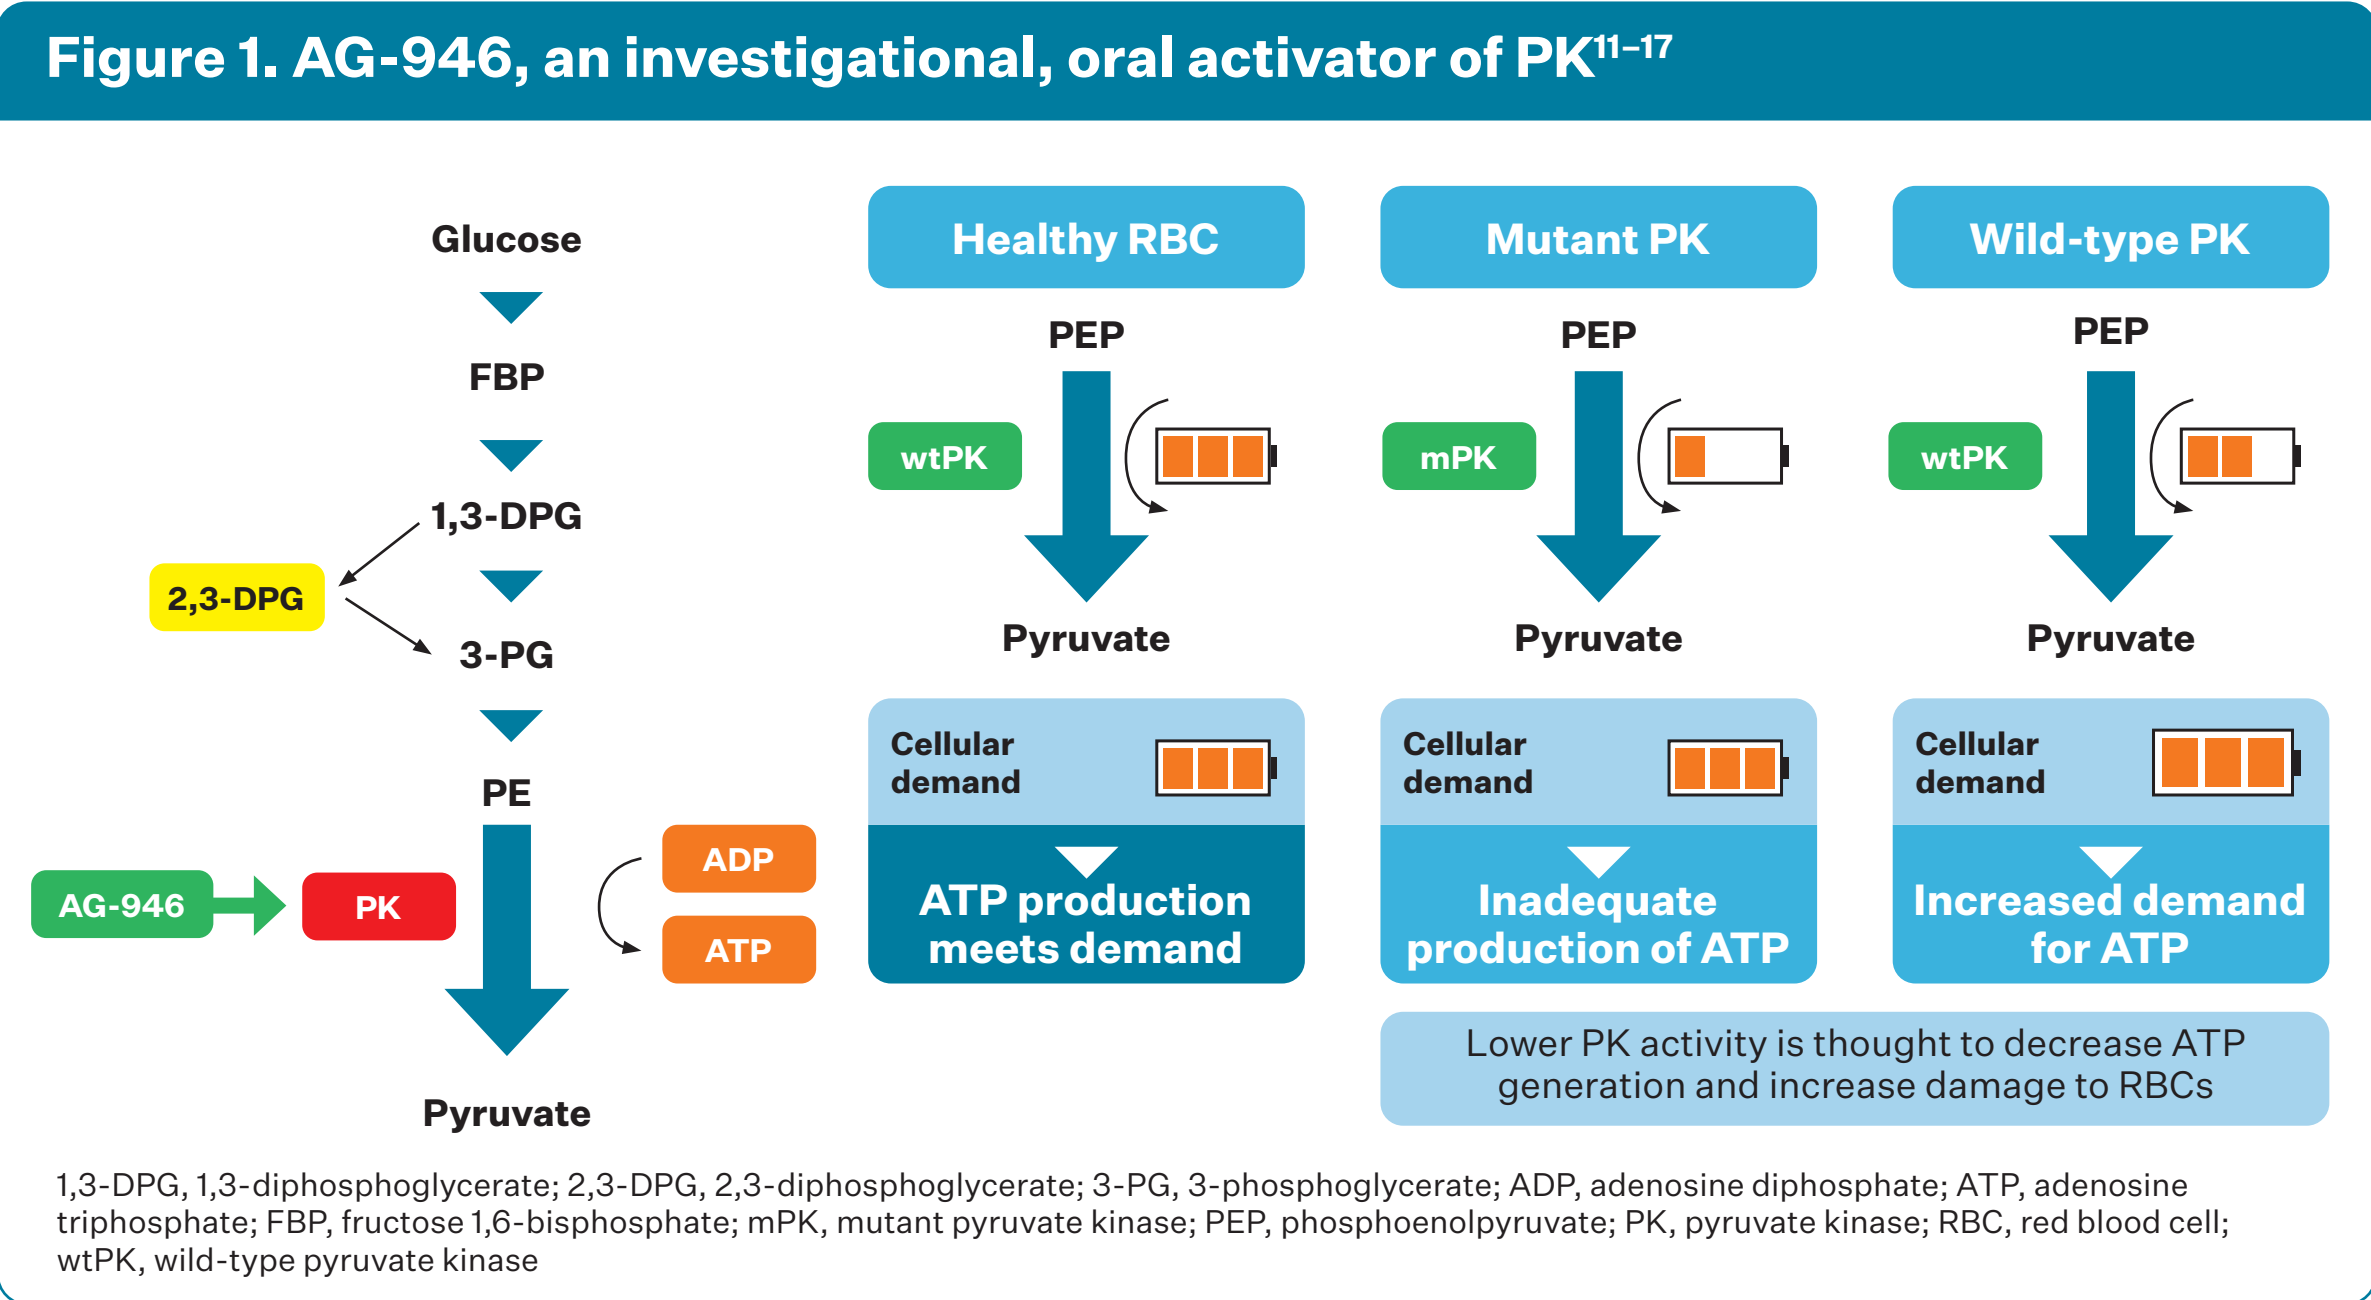 Figure 1. AG-946, an investigational, oral activator of PK11–17
Glucose
FBP
1,3-DPG
2,3-DPG
3-PG
PE
AG-946
PK
ADP
ATP
Pyruvate
Healthy RBC
PEP
wtPK
Pyruvate
Cellular
demand
ATP production
meets demand
Mutant PK
PEP
mPK
Pyruvate
Cellular
demand
Inadequate
production of ATP
Wild-type PK
PEP
wtPK
Pyruvate
Cellular
demand
Increased demand
for ATP
Lower PK activity is thought to decrease ATP
generation and increase damage to RBCs
1,3-DPG, 1,3-diphosphoglycerate; 2,3-DPG, 2,3-diphosphoglycerate; 3-PG, 3-phosphoglycerate; ADP, adenosine diphosphate; ATP, adenosine
triphosphate; FBP, fructose 1,6-bisphosphate; mPK, mutant pyruvate kinase; PEP, phosphoenolpyruvate; PK, pyruvate kinase; RBC, red blood cell;
wtPK, wild-type pyruvate kinase